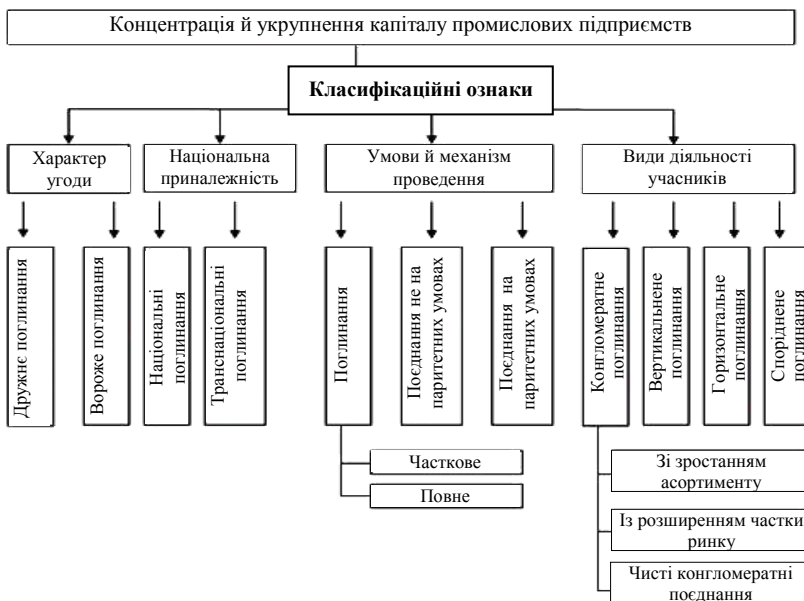 Концентрація й укрупнення капіталу промислових підприємств
Класифікаційні ознаки
Характер
угоди
Національна
приналежність
Умови й механізм
проведення
Види діяльності
учасників
Дружнє поглинання
Вороже поглинання
Національні
поглинання
Транснаціональні
поглинання
Поглинання
Поєднання не на
паритетних умовах
Поєднання на
паритетних умовах
Конгломератне
поглинання
Вертикальнене
поглинання
Горизонтальне
поглинання
Споріднене
поглинання
Часткове
Повне
Зі зростанням
асортименту
Із розширенням частки
ринку
Чисті конгломератні
поєднання